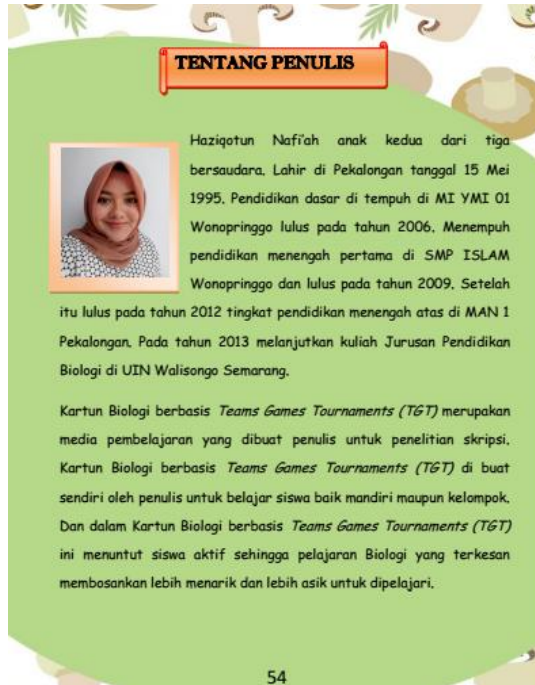 TENTANG PENULIS
Haziqotun Nafi'ah anak kedua dari tiga
bersaudara. Lahir di Pekalongan tanggal 15 Mei
1995. Pendidikan dasar di tempuh di MI YMI 01
Wonopringgo lulus pada tahun 2006. Menempuh
pendidikan menengah pertama di SMP ISLAM
Wonopringgo dan lulus pada tahun 2009. Setelah
itu lulus pada tahun 2012 tingkat pendidikan menengah atas di MAN 1
Pekalongan. Pada tahun 2013 melanjutkan kuliah Jurusan Pendidikan
Biologi di UIN Walisongo Semarang.
Kartun Biologi berbasis Teams Games Tournaments (TGT) merupakan
media pembelajaran yang dibuat penulis untuk penelitian skripsi.
Kartun Biologi berbasis Teams Games Tournaments (TGT) di buat
sendiri oleh penulis untuk belajar siswa baik mandiri maupun kelompok.
Dan dalam Kartun Biologi berbasis Teams Games Tournaments (TGT)
ini menuntut siswa aktif sehingga pelajaran Biologi yang terkesan
membosankan lebih menarik dan lebih asik untuk dipelajari.
54